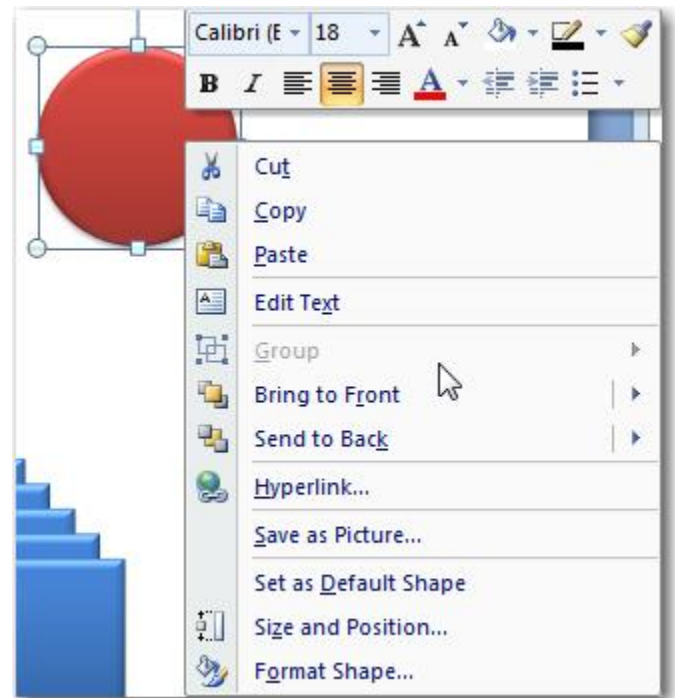 Calibri (E 18 A A
B I A
Cut
Copy
Paste
Edit Text
Group
Bring to Front
Send to Back
Hyperlink...
Save as Picture...
Set as Default Shape
Size and Position...
Format Shape...